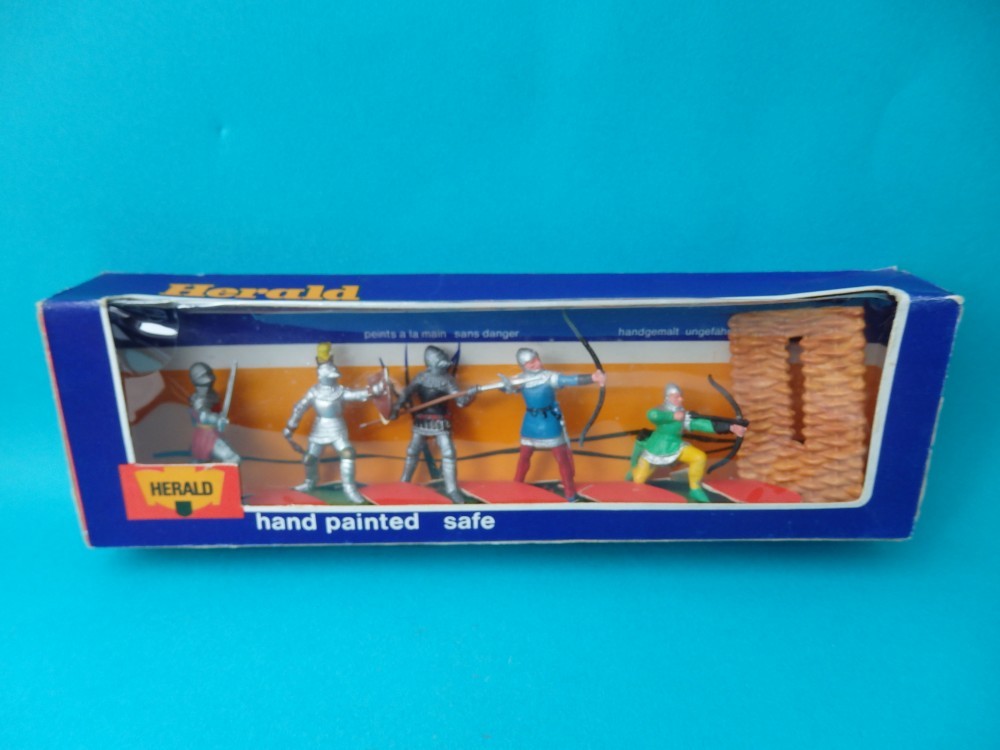 Herald
peints a la main sans danger
handgemalt
HERALD
hand painted safe